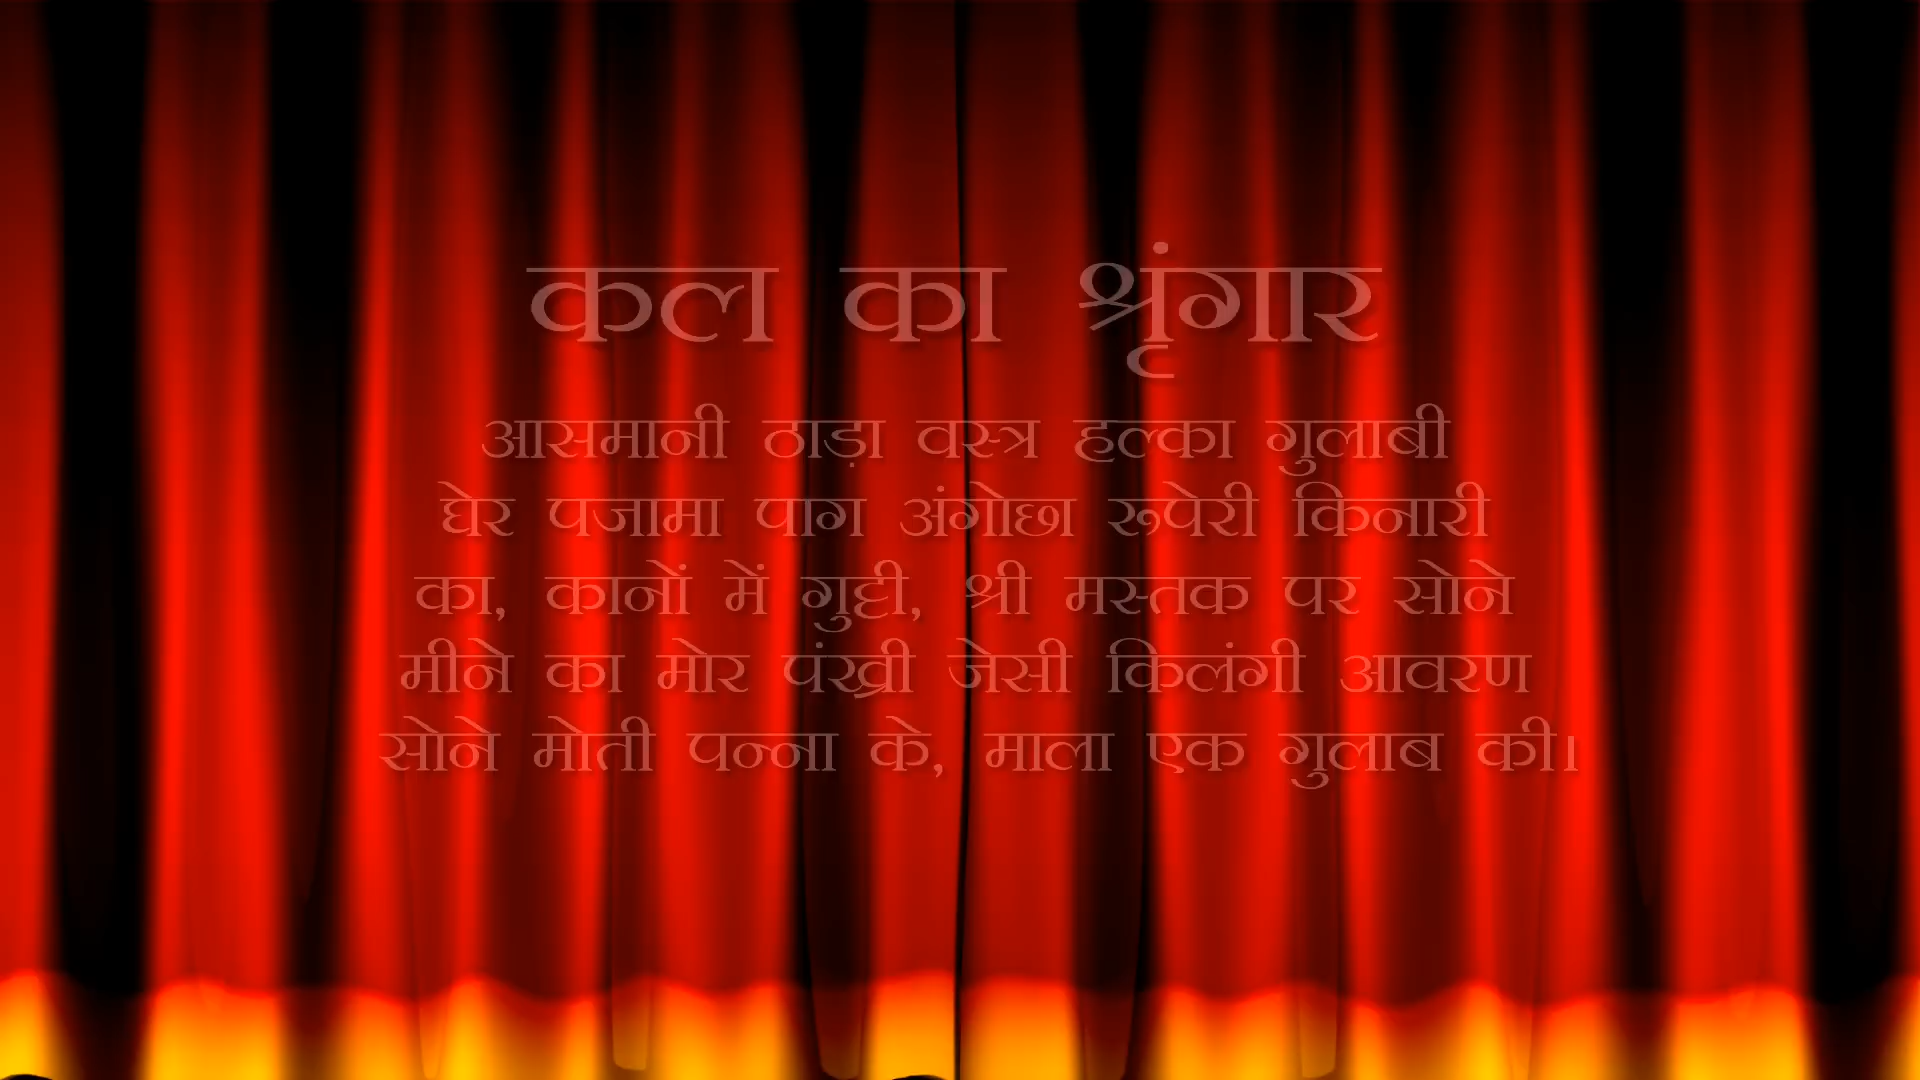 कल का श्रृंगार
आसमानी ठाड़ा वस्त्र हल्का गुलाबी
घेर पजामा पाग अंगोछा रूपेरी किनारी
का, कानों में गुद्दी, श्री मस्तक पर सोने
मीने का मोर पंख्री जेसी किलंगी आवरण
सोने मोती पन्ना के, माला एक गुलाब की।